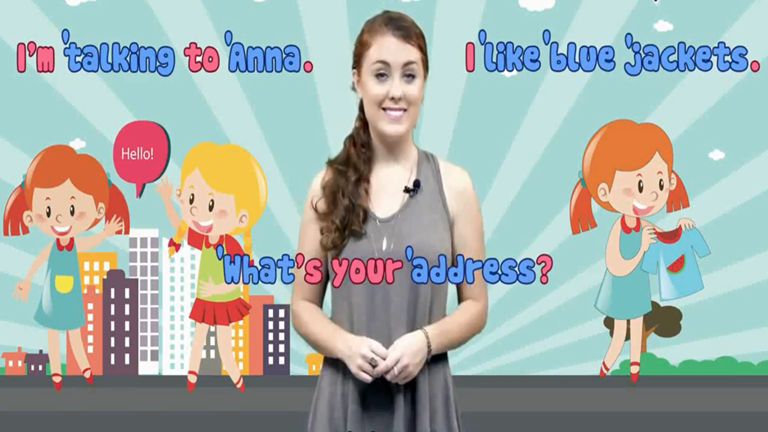 I'm 'talking to 'Anna.
I 'like 'blue 'jackets.
Hello!
'What's your 'address?